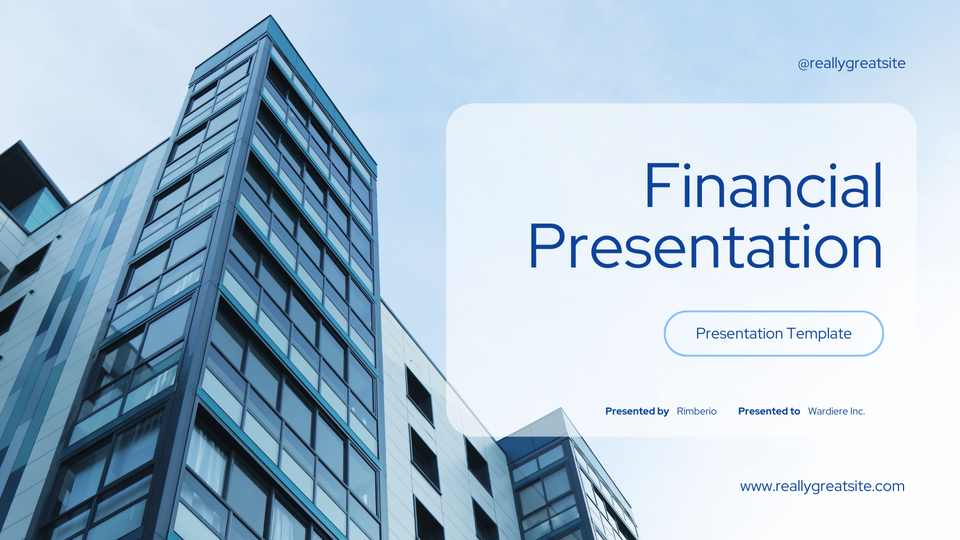 @reallygreatsite
Financial
Presentation
Presentation Template
Presented by Rimberio Presented to Wardiere Inc.
www.reallygreatsite.com